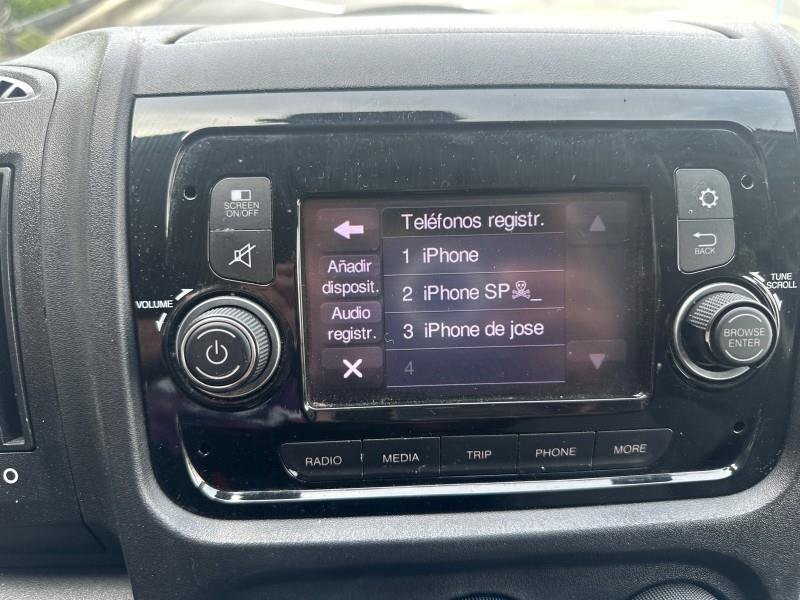 SCREEN
ON/OFF
VOLUME
Teléfonos registr.
Añadir
disposit.
Audio
registr.
1 iPhone
2 iPhone SP☠_
3 iPhone de jose
4
BACK
TUNE
SCROLL
BROWSE
ENTER
RADIO
MEDIA
TRIP
PHONE
MORE